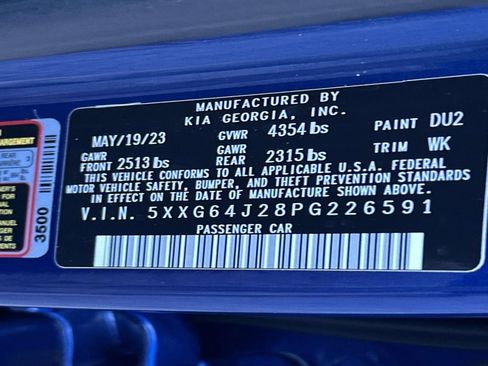 MANUFACTURED BY
KIA GEORGIA, INC.
MAY/19/23 GVWR 4354 lbs PAINT DU2
GAWR FRONT 2513 lbs GAWR REAR 2315 lbs TRIM WK
THIS VEHICLE CONFORMS TO ALL APPLICABLE U.S.A. FEDERAL
MOTOR VEHICLE SAFETY, BUMPER, AND THEFT PREVENTION STANDARDS
IN EFFECT ON THE DATE OF MANUFACTURE SHOWN ABOVE.
V.I.N. 5XXG64J28PG226591
PASSENGER CAR
3500
REAR